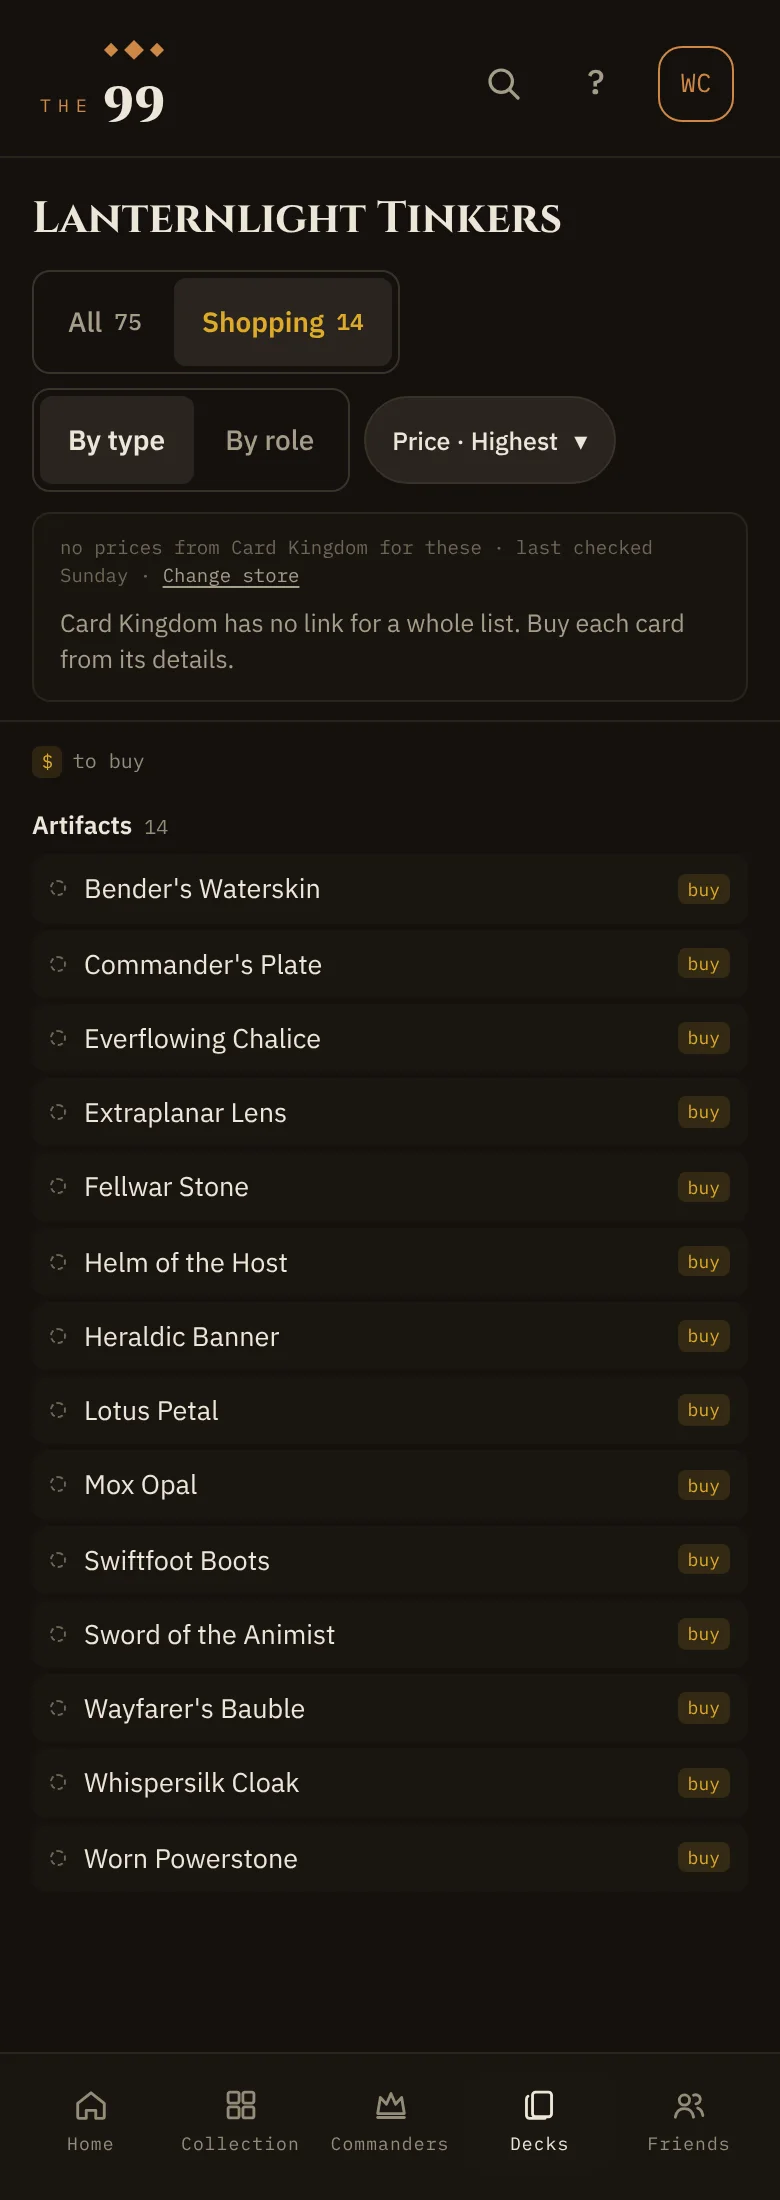 THE 99
?
WC
Lanternlight Tinkers
All 75
Shopping 14
By type
By role
Price · Highest ▼
no prices from Card Kingdom for these · last checked
Sunday · Change store
Card Kingdom has no link for a whole list. Buy each card
from its details.
$ to buy
Artifacts 14
Bender's Waterskin buy
Commander's Plate buy
Everflowing Chalice buy
Extraplanar Lens buy
Fellwar Stone buy
Helm of the Host buy
Heraldic Banner buy
Lotus Petal buy
Mox Opal buy
Swiftfoot Boots buy
Sword of the Animist buy
Wayfarer's Bauble buy
Whispersilk Cloak buy
Worn Powerstone buy
Home
Collection
Commanders
Decks
Friends